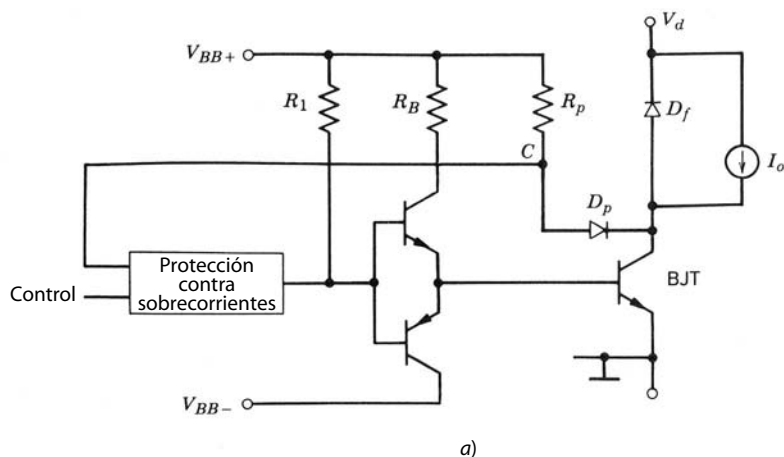 V_d
V_BB+
R_1
R_B
R_p
D_f
I_o
C
D_p
Protección
contra
sobrecorrientes
Control
BJT
V_BB−
a)